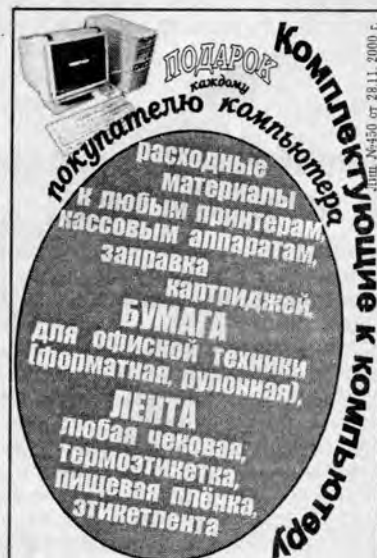 ПОДАРОК
каждому
покупателю компьютера
Комплектующие к компьютеру
Лиц. №450 от 28.11. 2000 г.
расходные
материалы
к любым принтерам,
кассовым аппаратам,
заправка
картриджей,
БУМАГА
для офисной техники
(форматная, рулонная),
ЛЕНТА
любая чековая,
термоэтикетка,
пищевая плёнка,
этикетлента